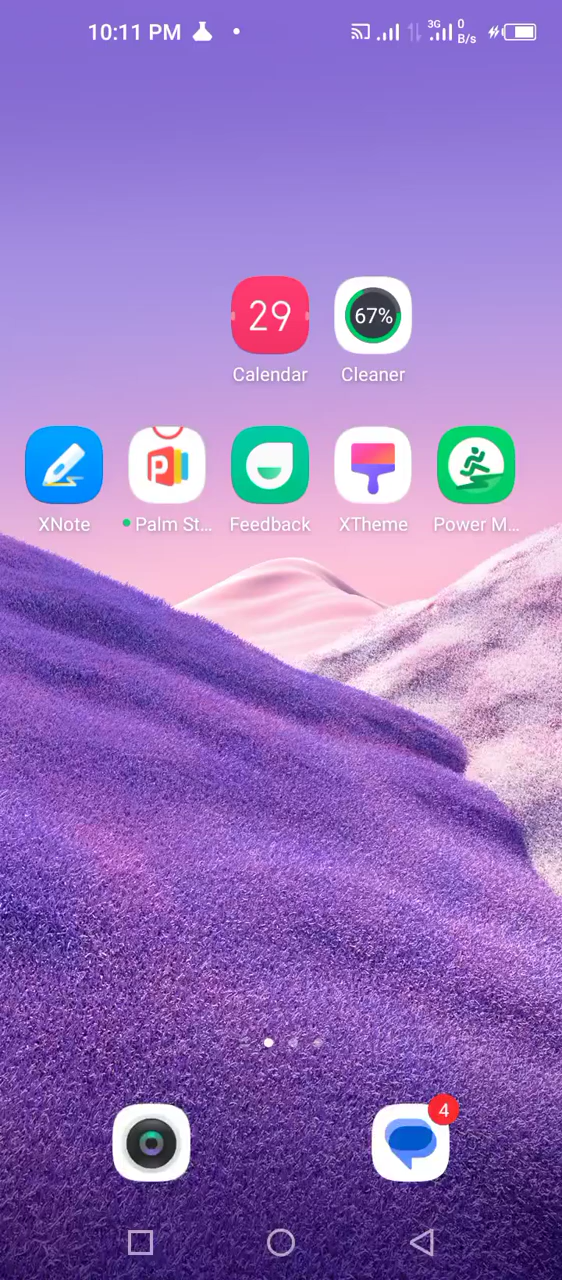 10:11 PM
3G 0 B/s
29
67%
Calendar
Cleaner
P
XNote
Palm St...
Feedback
XTheme
Power M...
4